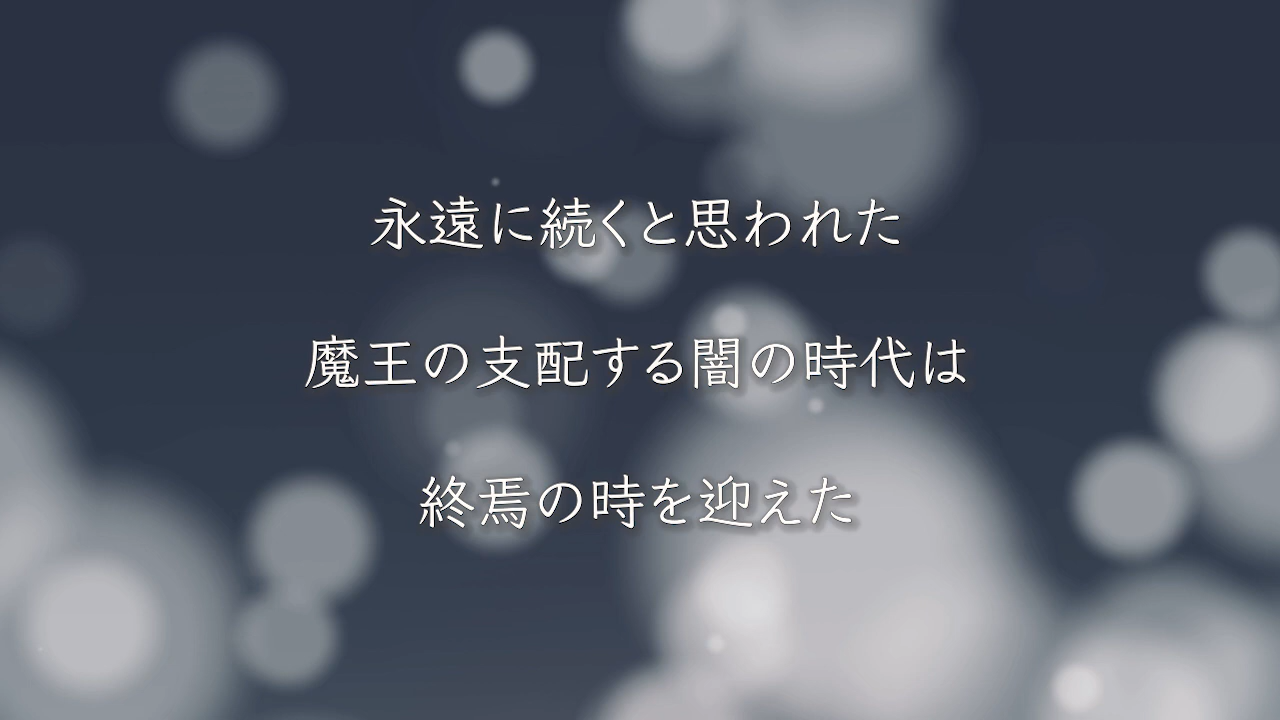 永遠に続くと思われた
魔王の支配する闇の時代は
終焉の時を迎えた